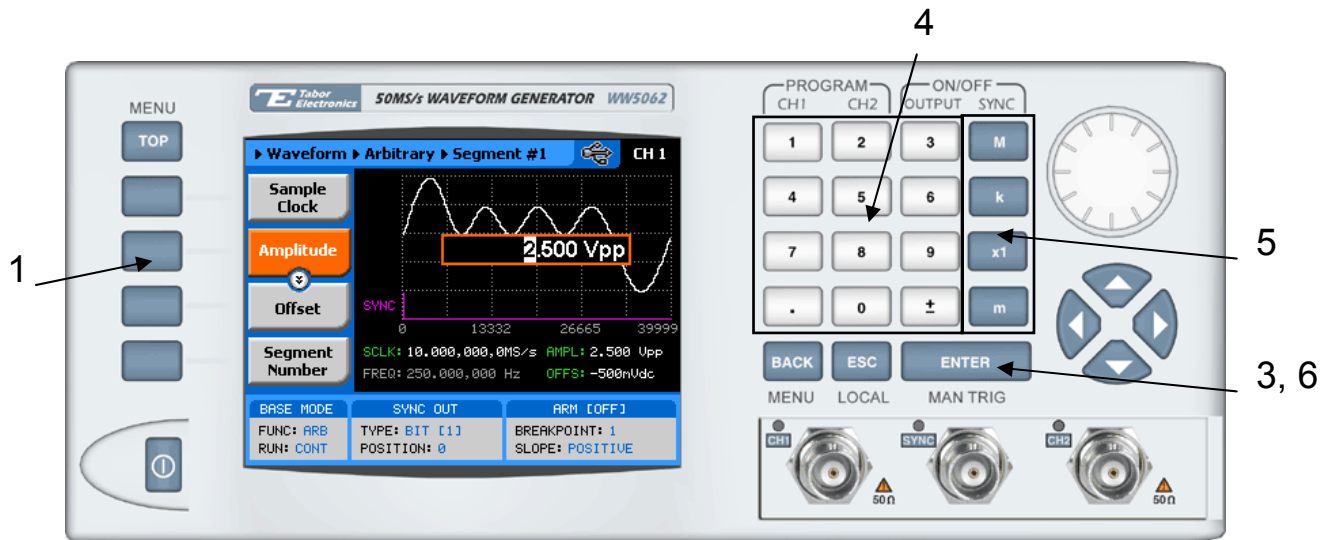 4
MENU
TOP
Tabor Electronics 50MS/s WAVEFORM GENERATOR WW5062
PROGRAM ON/OFF
CH1 CH2 OUTPUT SYNC
Waveform Arbitrary Segment #1 CH 1
Sample Clock
Amplitude
Offset
Segment Number
2.500 Vpp
SYNC
0 13332 26665 39999
SCLK: 10.000,000,0MS/s AMPL: 2.500 Vpp
FREQ: 250.000,000 Hz OFFS: -500mVdc
BASE MODE SYNC OUT ARM [OFF]
FUNC: ARB TYPE: BIT [1] BREAKPOINT: 1
RUN: CONT POSITION: 0 SLOPE: POSITIVE
1 2 3 M
4 5 6 k
7 8 9 x1
. 0 ± m
BACK ESC ENTER
MENU LOCAL MAN TRIG
CH1 SYNC CH2
50Ω 50Ω
1
5
3, 6